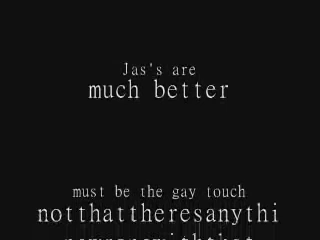 Jas's are
much better
must be the gay touch
notthattheresanythi